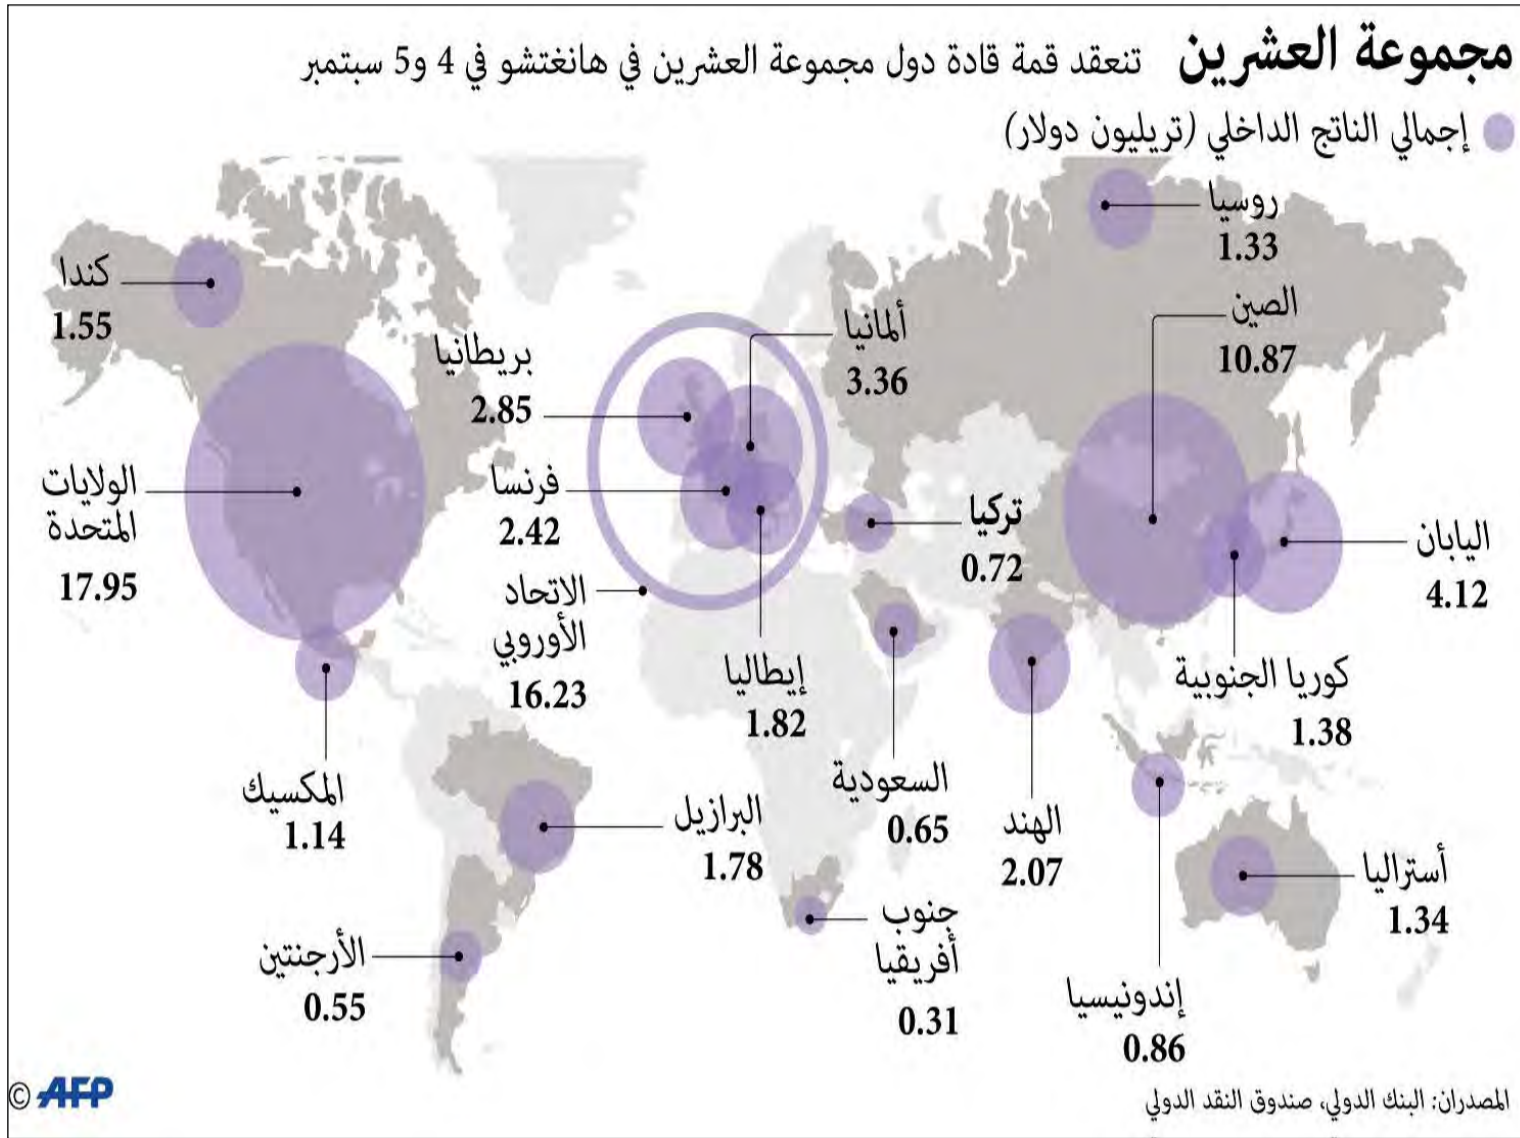 مجموعة العشرين تنعقد قمة قادة دول مجموعة العشرين في هانغتشو في 4 و5 سبتمبر
إجمالي الناتج الداخلي (تريليون دولار)
روسيا
1.33
الصين
10.87
اليابان
4.12
كوريا الجنوبية
1.38
أستراليا
1.34
إندونيسيا
0.86
الهند
2.07
تركيا
0.72
السعودية
0.65
جنوب
أفريقيا
0.31
ألمانيا
3.36
بريطانيا
2.85
فرنسا
2.42
الاتحاد
الأوروبي
16.23
إيطاليا
1.82
كندا
1.55
الولايات
المتحدة
17.95
المكسيك
1.14
البرازيل
1.78
الأرجنتين
0.55
المصدران: البنك الدولي، صندوق النقد الدولي
© AFP